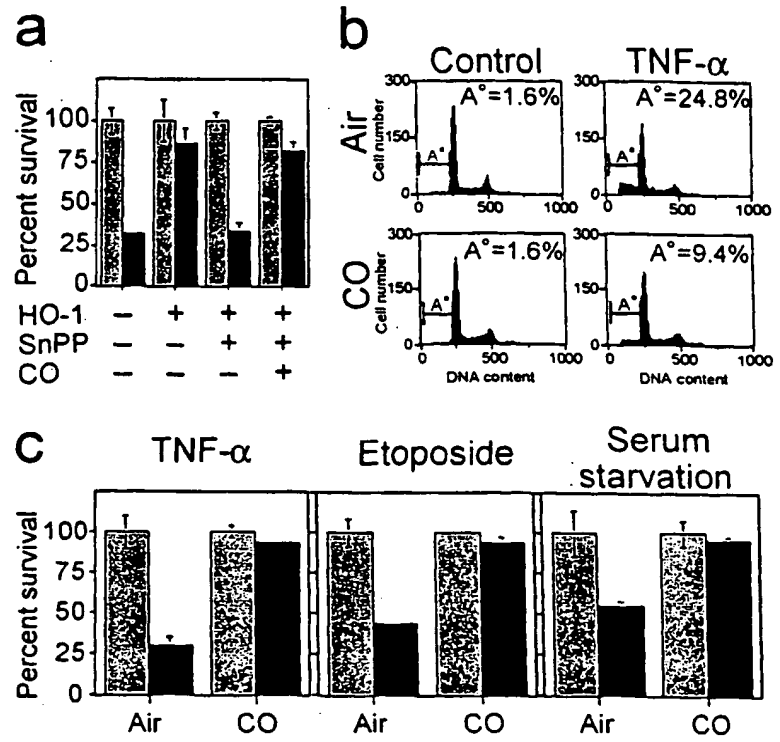 a
Percent survival
100
75
50
25
0
HO-1 – + + +
SnPP – – + +
CO – – – +
b
Control TNF-α
Air
Cell number
300
150
0
A°=1.6%
A°
0 500 1000
A°=24.8%
A°
0 500 1000
CO
Cell number
300
150
0
A°=1.6%
A°
0 500 1000
DNA content
300
150
0
A°=9.4%
A°
0 500 1000
DNA content
c
TNF-α Etoposide Serum
starvation
Percent survival
100
75
50
25
0
Air CO Air CO Air CO